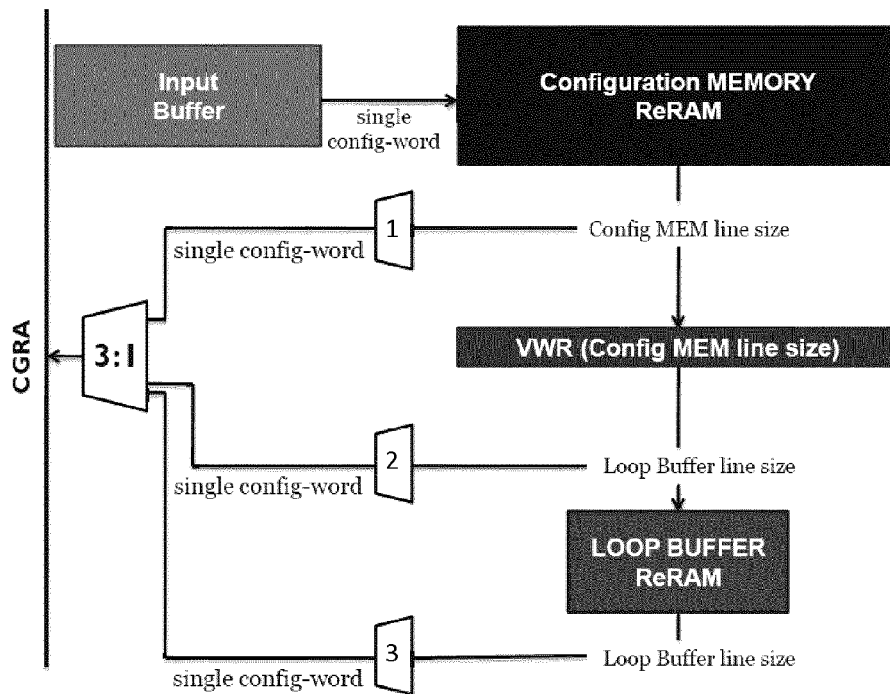 Input
Buffer
single
config-word
Configuration MEMORY
ReRAM
1
Config MEM line size
single config-word
3:1
CGRA
VWR (Config MEM line size)
2
Loop Buffer line size
single config-word
LOOP BUFFER
ReRAM
3
Loop Buffer line size
single config-word